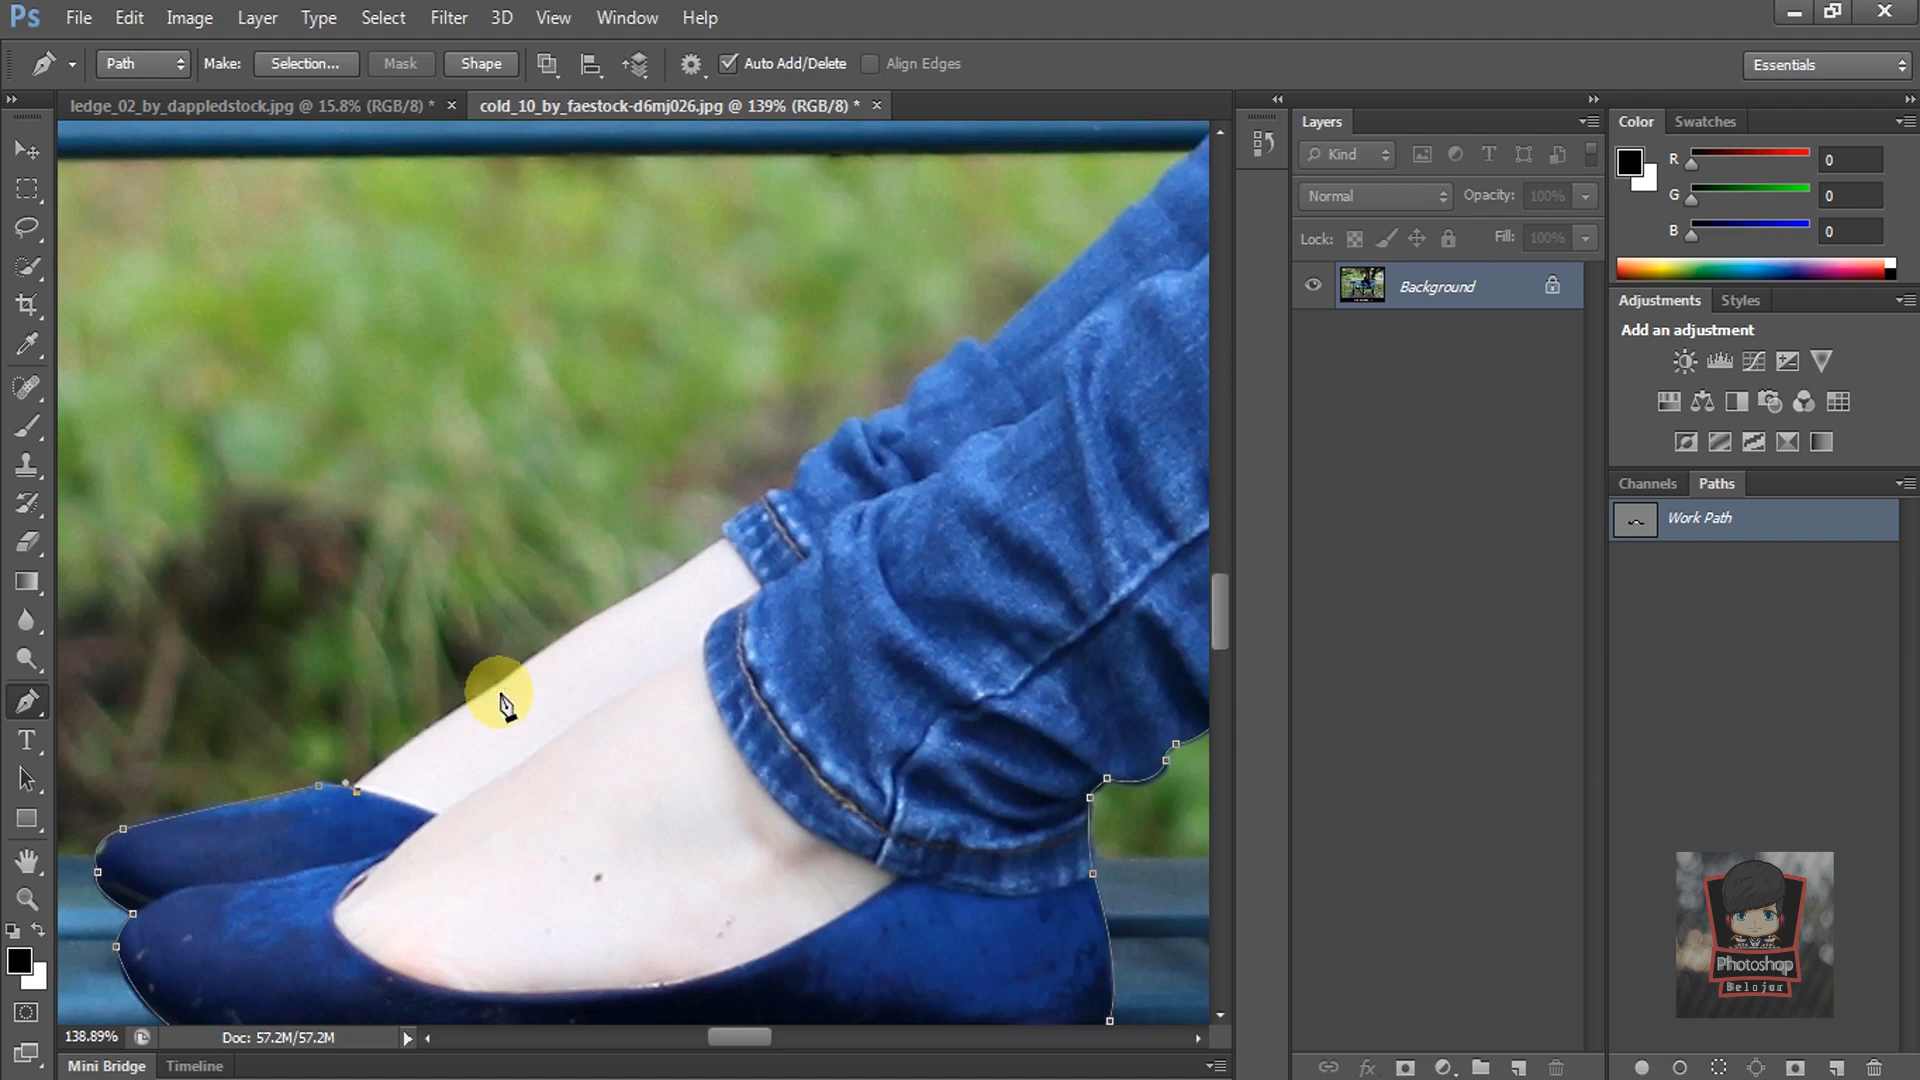 Ps File Edit Image Layer Type Select Filter 3D View Window Help
Path Make: Selection... Mask Shape Auto Add/Delete Align Edges Essentials
ledge_02_by_dappledstock.jpg @ 15.8% (RGB/8) * cold_10_by_faestock-d6mj026.jpg @ 139% (RGB/8) *
Layers
Kind
Normal Opacity: 100%
Lock: Fill: 100%
Background
Color Swatches
R 0
G 0
B 0
Adjustments Styles
Add an adjustment
Channels Paths
Work Path
Photoshop
Belajar
138.89% Doc: 57.2M/57.2M
Mini Bridge Timeline